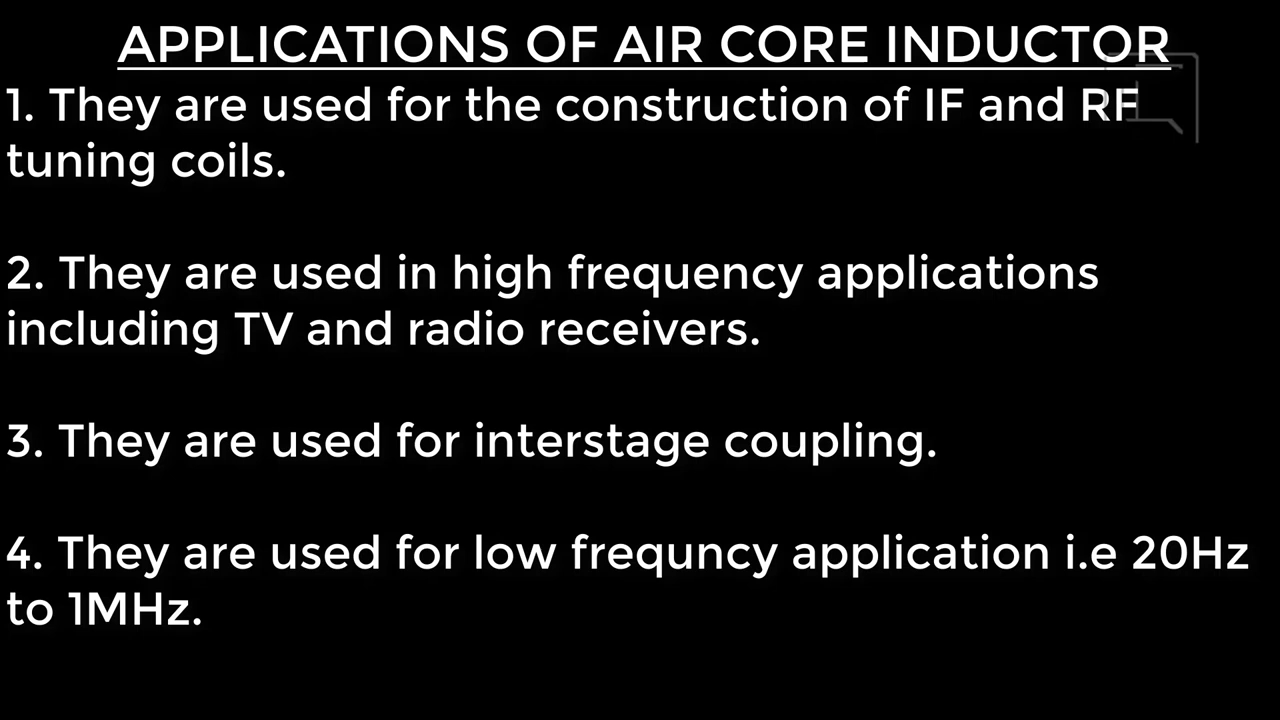 APPLICATIONS OF AIR CORE INDUCTOR
1. They are used for the construction of IF and RF
tuning coils.
2. They are used in high frequency applications
including TV and radio receivers.
3. They are used for interstage coupling.
4. They are used for low frequncy application i.e 20Hz
to 1MHz.